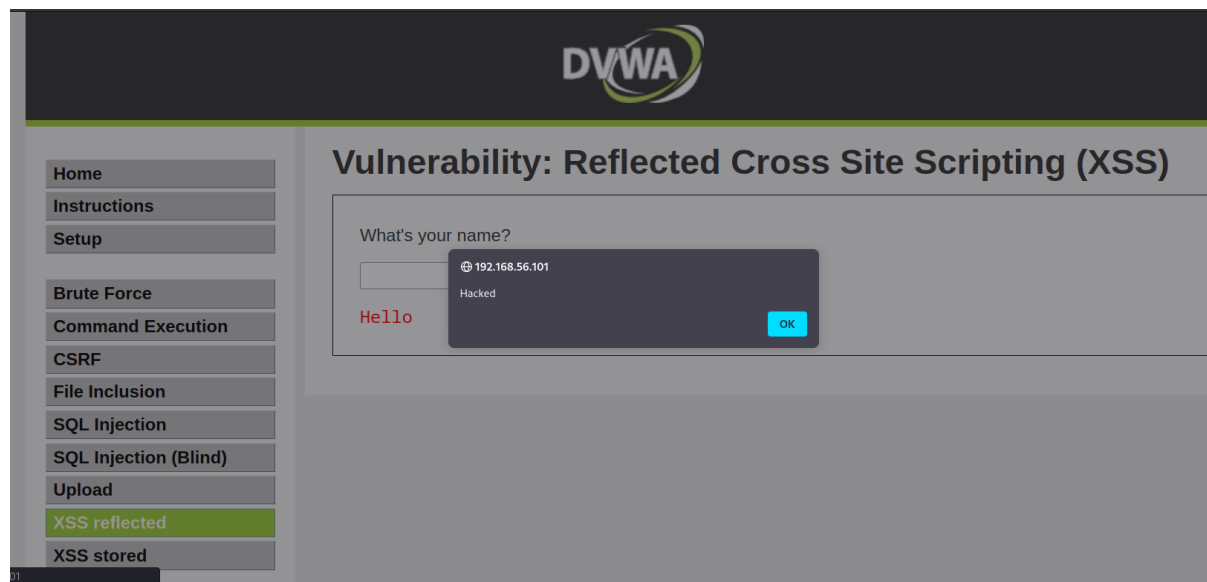 DVWA
Home
Instructions
Setup
Brute Force
Command Execution
CSRF
File Inclusion
SQL Injection
SQL Injection (Blind)
Upload
XSS reflected
XSS stored
01
Vulnerability: Reflected Cross Site Scripting (XSS)
What's your name?
192.168.56.101
Hacked
OK
Hello